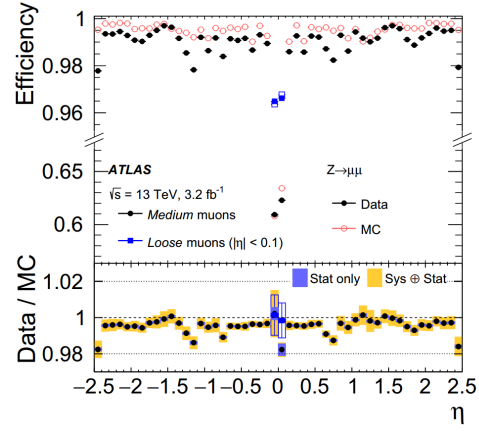 Efficiency
1
0.98
0.96
0.65
0.6
ATLAS
√s = 13 TeV, 3.2 fb⁻¹
Medium muons
Loose muons (|η| < 0.1)
Z→μμ
Data
MC
Data / MC
1.02
1
0.98
Stat only
Sys ⊕ Stat
−2.5 −2 −1.5 −1 −0.5 0 0.5 1 1.5 2 2.5
η